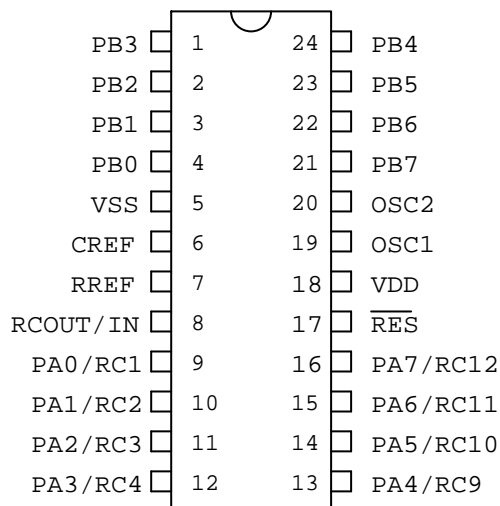 PB3 1 24 PB4
PB2 2 23 PB5
PB1 3 22 PB6
PB0 4 21 PB7
VSS 5 20 OSC2
CREF 6 19 OSC1
RREF 7 18 VDD
RCOUT/IN 8 17 R̅E̅S̅
PA0/RC1 9 16 PA7/RC12
PA1/RC2 10 15 PA6/RC11
PA2/RC3 11 14 PA5/RC10
PA3/RC4 12 13 PA4/RC9